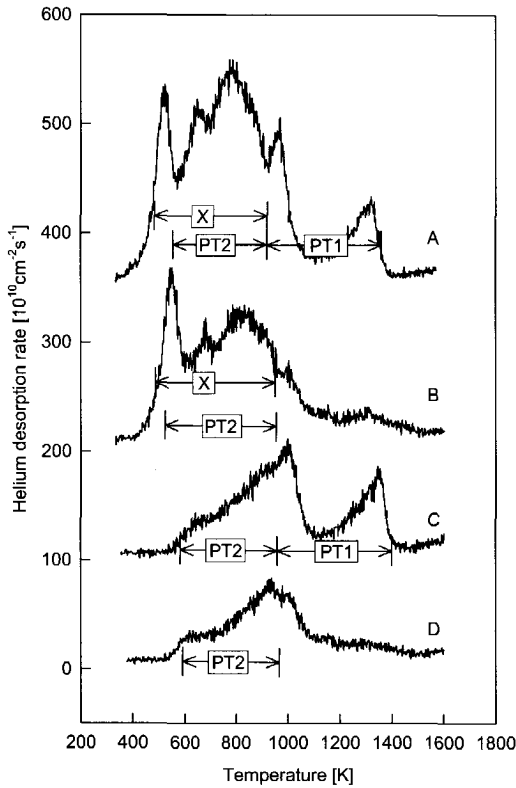 600
500
400
300
200
100
0
Helium desorption rate [10¹⁰cm⁻²s⁻¹]
X
PT2
PT1
A
X
PT2
B
PT2
PT1
C
PT2
D
200 400 600 800 1000 1200 1400 1600 1800
Temperature [K]